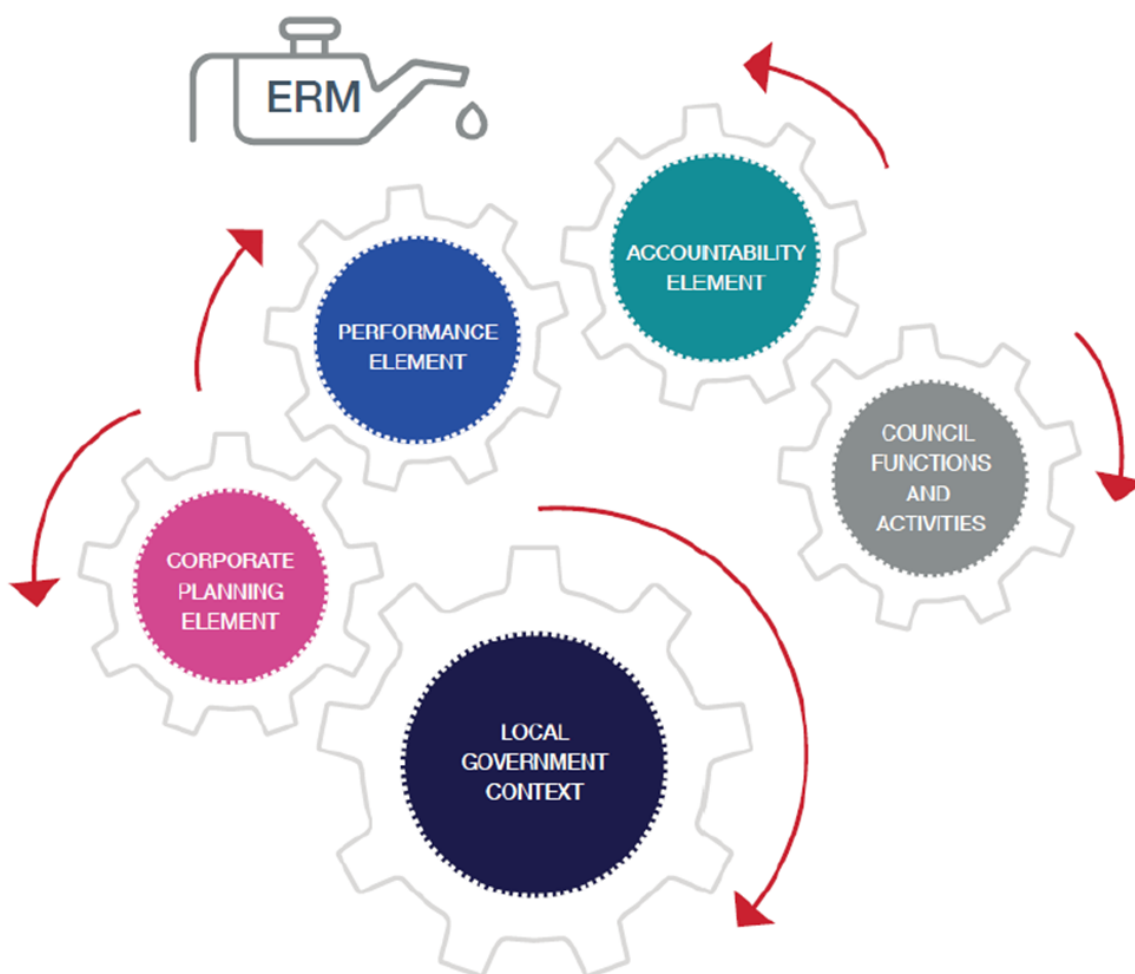 ERM
ACCOUNTABILITY
ELEMENT
PERFORMANCE
ELEMENT
COUNCIL
FUNCTIONS
AND
ACTIVITIES
CORPORATE
PLANNING
ELEMENT
LOCAL
GOVERNMENT
CONTEXT